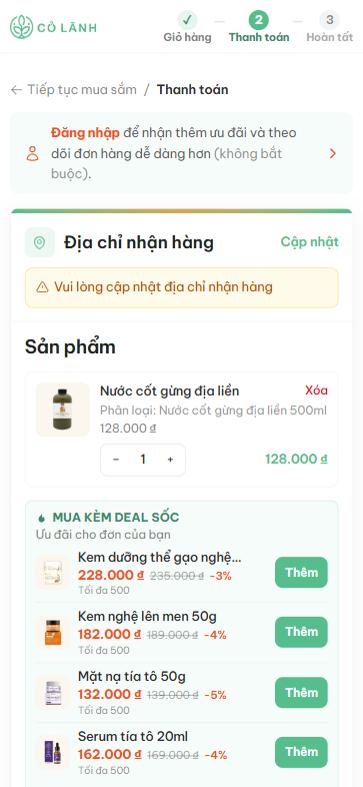 CỎ LÃNH
✓
2
3
Giỏ hàng
Thanh toán
Hoàn tất
← Tiếp tục mua sắm / Thanh toán
Đăng nhập để nhận thêm ưu đãi và theo
dõi đơn hàng dễ dàng hơn (không bắt
buộc).
Địa chỉ nhận hàng
Cập nhật
Vui lòng cập nhật địa chỉ nhận hàng
Sản phẩm
Nước cốt gừng địa liền
Xóa
Phân loại: Nước cốt gừng địa liền 500ml
128.000 ₫
− 1 +
128.000 ₫
MUA KÈM DEAL SỐC
Ưu đãi cho đơn của bạn
Kem dưỡng thể gạo nghệ...
228.000 ₫ 235.000 ₫ -3%
Tối đa 500
Thêm
Kem nghệ lên men 50g
182.000 ₫ 189.000 ₫ -4%
Tối đa 500
Thêm
Mặt nạ tía tô 50g
132.000 ₫ 139.000 ₫ -5%
Tối đa 500
Thêm
Serum tía tô 20ml
162.000 ₫ 169.000 ₫ -4%
Tối đa 500
Thêm